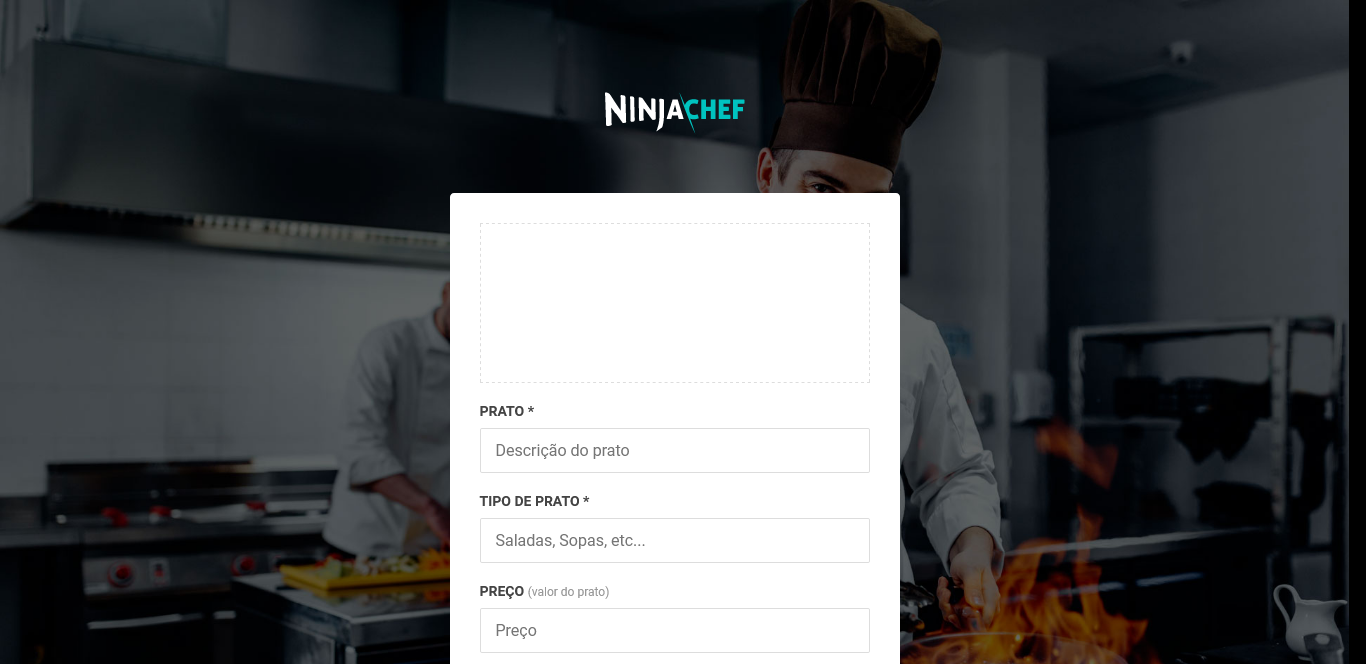 NINJACHEF
PRATO *
Descrição do prato
TIPO DE PRATO *
Saladas, Sopas, etc...
PREÇO (valor do prato)
Preço